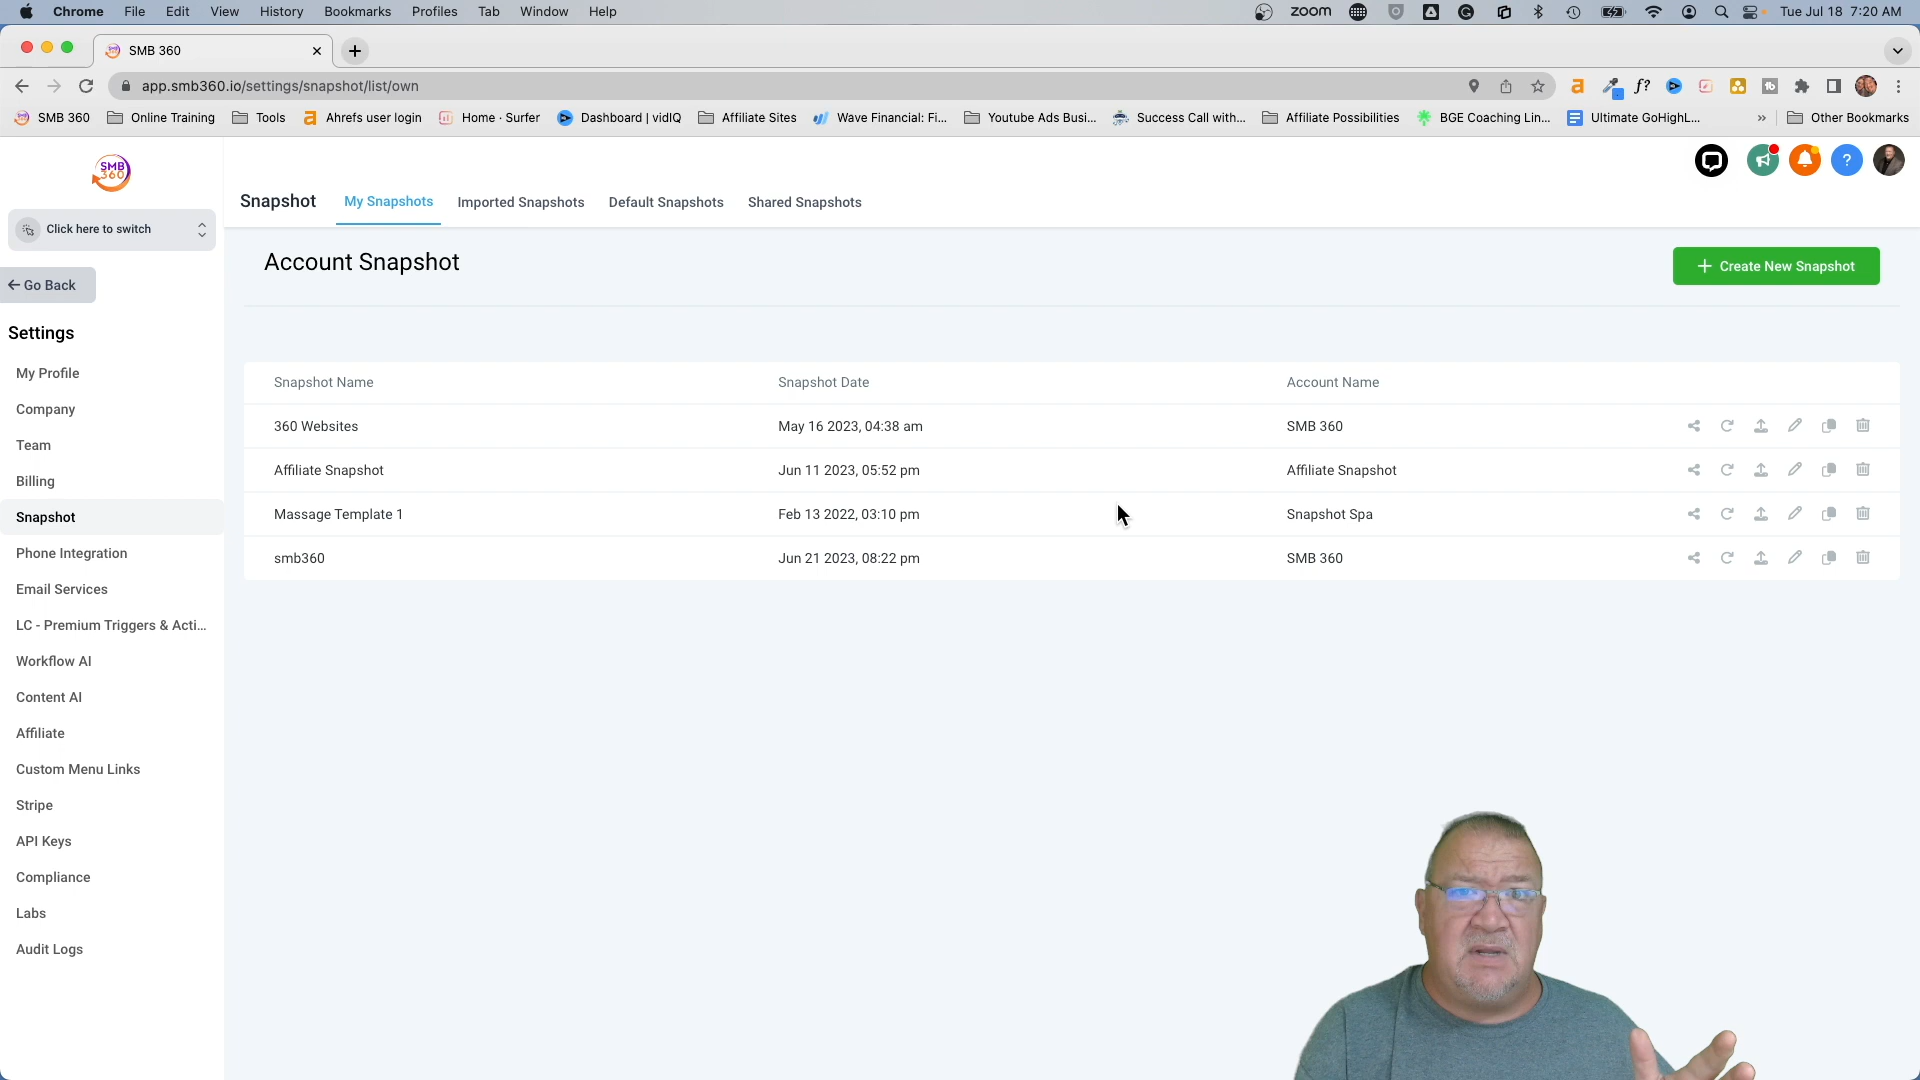 Chrome File Edit View History Bookmarks Profiles Tab Window Help zoom Tue Jul 18 7:20 AM
SMB 360
app.smb360.io/settings/snapshot/list/own
SMB 360 Online Training Tools Ahrefs user login Home · Surfer Dashboard | vidIQ Affiliate Sites Wave Financial: Fi... Youtube Ads Busi... Success Call with... Affiliate Possibilities BGE Coaching Lin... Ultimate GoHighL... » Other Bookmarks
SMB
360
Snapshot My Snapshots Imported Snapshots Default Snapshots Shared Snapshots
Click here to switch
Account Snapshot
+ Create New Snapshot
Go Back
Settings
My Profile
Company
Team
Billing
Snapshot
Phone Integration
Email Services
LC - Premium Triggers & Acti...
Workflow AI
Content AI
Affiliate
Custom Menu Links
Stripe
API Keys
Compliance
Labs
Audit Logs
Snapshot Name Snapshot Date Account Name
360 Websites May 16 2023, 04:38 am SMB 360
Affiliate Snapshot Jun 11 2023, 05:52 pm Affiliate Snapshot
Massage Template 1 Feb 13 2022, 03:10 pm Snapshot Spa
smb360 Jun 21 2023, 08:22 pm SMB 360